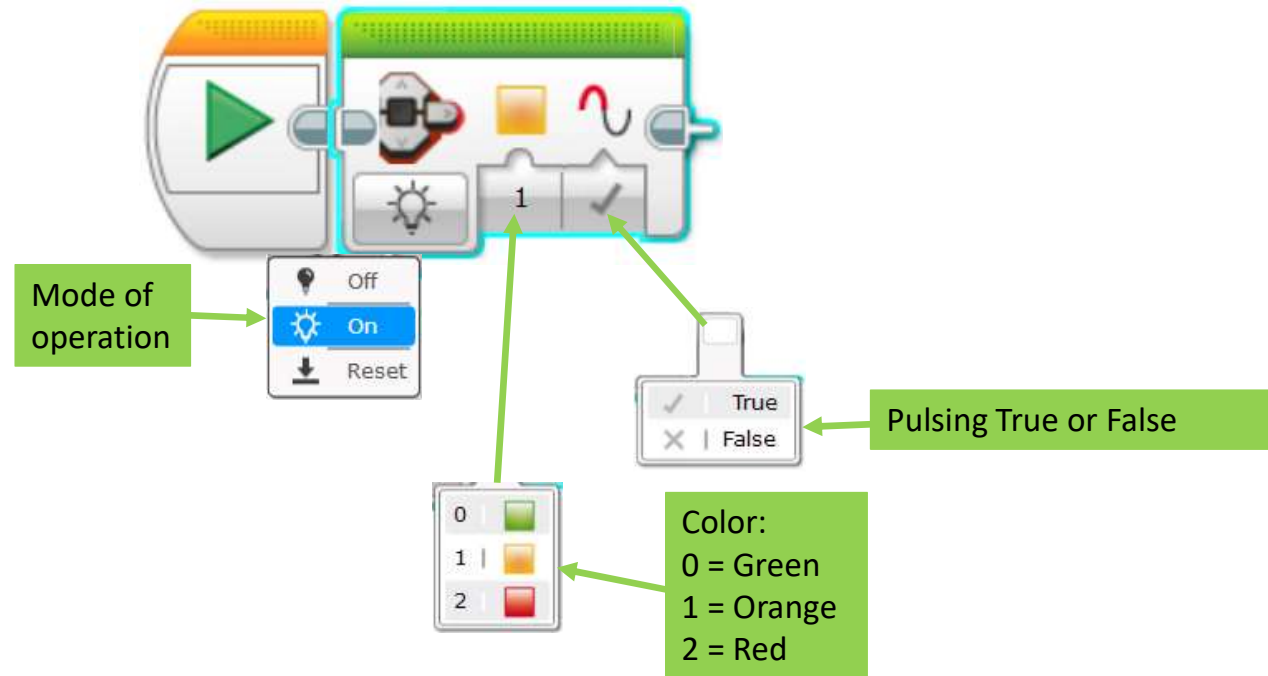 1
Mode of
operation
Off
On
Reset
True
False
Pulsing True or False
0
1
2
Color:
0 = Green
1 = Orange
2 = Red